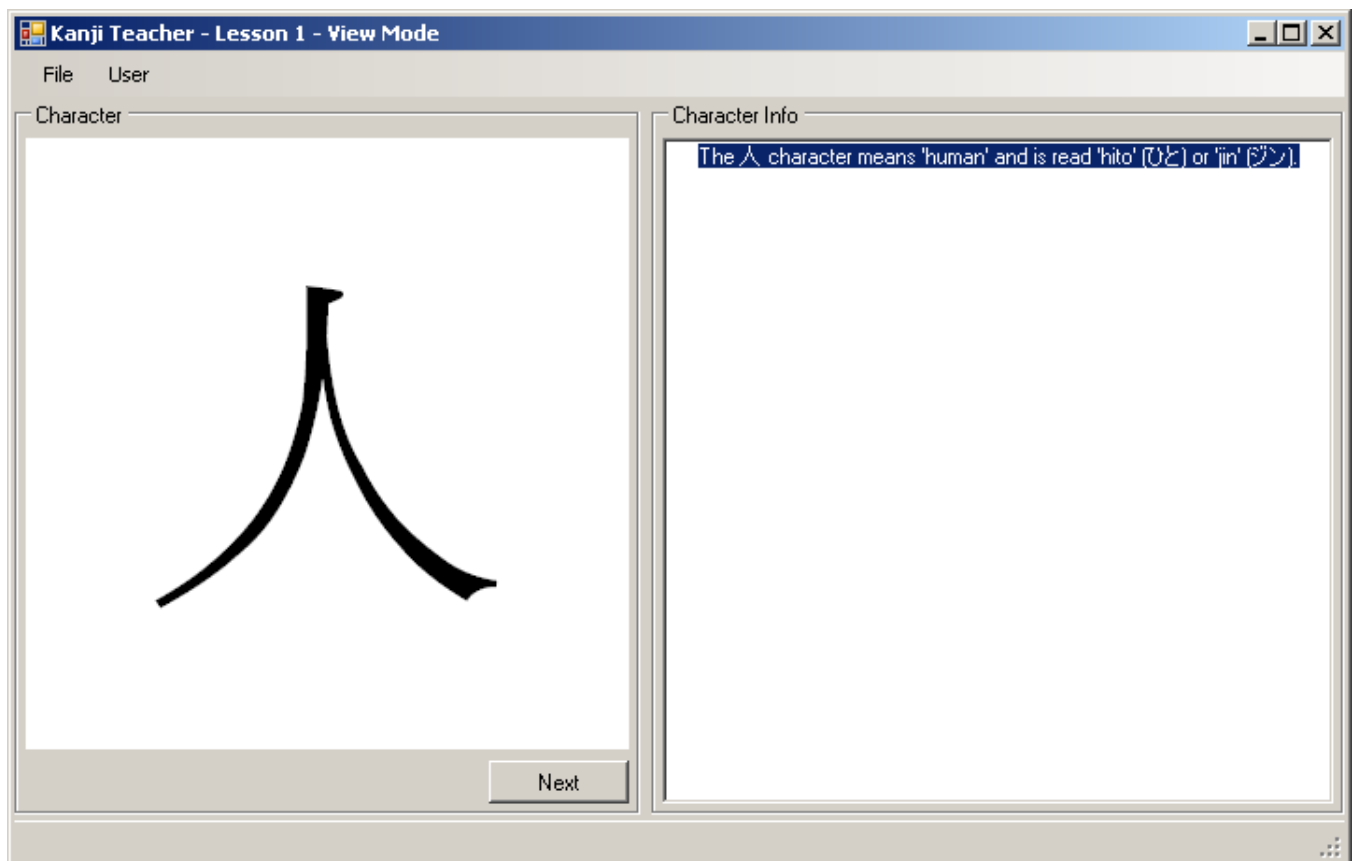 Kanji Teacher - Lesson 1 - View Mode
File User
Character
人
Next
Character Info
The 人 character means 'human' and is read 'hito' (ひと) or 'jin' (ジン).